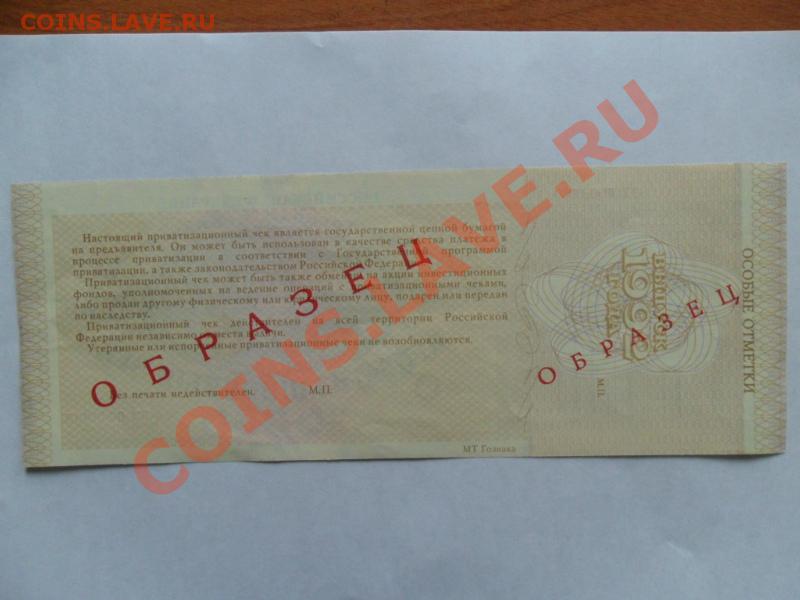 COINS.LAVE.RU
Настоящий приватизационный чек является государственной ценной бумагой
на предъявителя. Он может быть использован в качестве средства платежа в
процессе приватизации в соответствии с Государственной программой
приватизации, а также законодательством Российской Федерации.
Приватизационный чек может быть также обменен на акции инвестиционных
фондов, уполномоченных на ведение операций с приватизационными чеками,
либо продан другому физическому или юридическому лицу, подарен или передан
по наследству.
Приватизационный чек действителен на всей территории Российской
Федерации независимо от места выдачи.
Утерянные или испорченные приватизационные чеки не возобновляются.
Без печати недействителен. М.П.
МТ Гознака
ОБРАЗЕЦ
ВЫПУСК
1992
ГОДА
М.П.
ОСОБЫЕ ОТМЕТКИ
ОБРАЗЕЦ
COINS.LAVE.RU